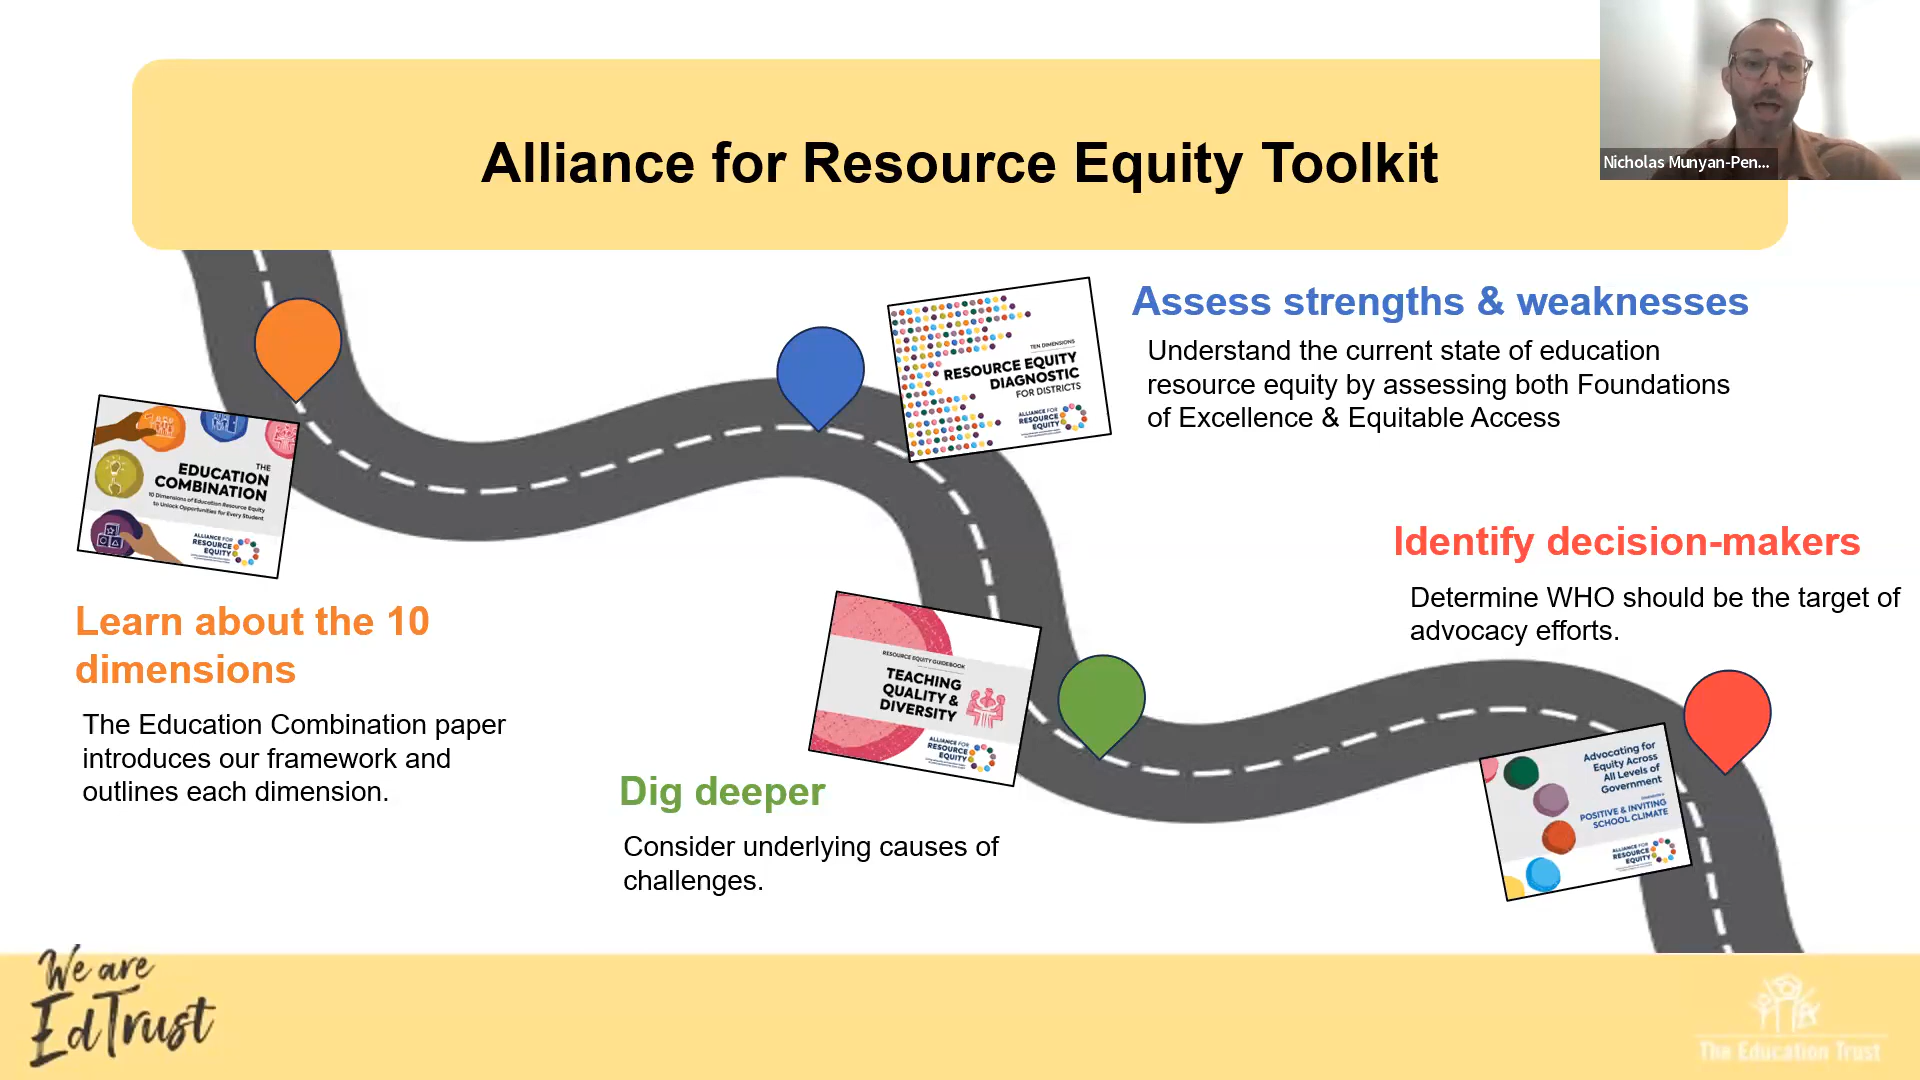 Alliance for Resource Equity Toolkit
Nicholas Munyan-Pen...
THE
EDUCATION
COMBINATION
10 Dimensions of Education Resource Equity
to Unlock Opportunities for Every Student
ALLIANCE FOR
RESOURCE
EQUITY
Learn about the 10
dimensions
The Education Combination paper
introduces our framework and
outlines each dimension.
TEN DIMENSIONS
RESOURCE EQUITY
DIAGNOSTIC
FOR DISTRICTS
ALLIANCE FOR
RESOURCE
EQUITY
Assess strengths & weaknesses
Understand the current state of education
resource equity by assessing both Foundations
of Excellence & Equitable Access
RESOURCE EQUITY GUIDEBOOK
TEACHING
QUALITY &
DIVERSITY
ALLIANCE FOR
RESOURCE
EQUITY
Dig deeper
Consider underlying causes of
challenges.
Identify decision-makers
Determine WHO should be the target of
advocacy efforts.
Advocating for
Equity Across
All Levels of
Government
POSITIVE & INVITING
SCHOOL CLIMATE
ALLIANCE FOR
RESOURCE
EQUITY
We are
EdTrust
The Education Trust